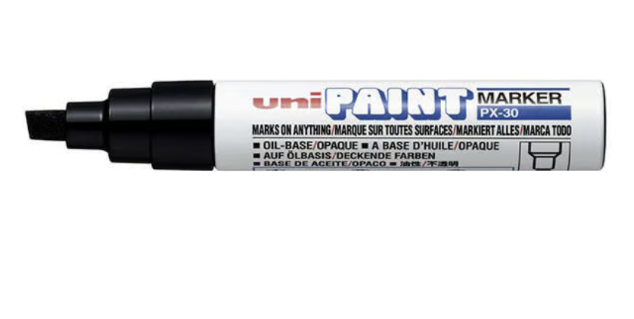 uni PAINT MARKER
PX-30
MARKS ON ANYTHING/MARQUE SUR TOUTES SURFACES/MARKIERT ALLES/MARCA TODO
■ OIL-BASE/OPAQUE ■ A BASE D'HUILE/OPAQUE
■ AUF ÖLBASIS/DECKENDE FARBEN
■ BASE DE ACEITE/OPACO ■ 油性/不透明